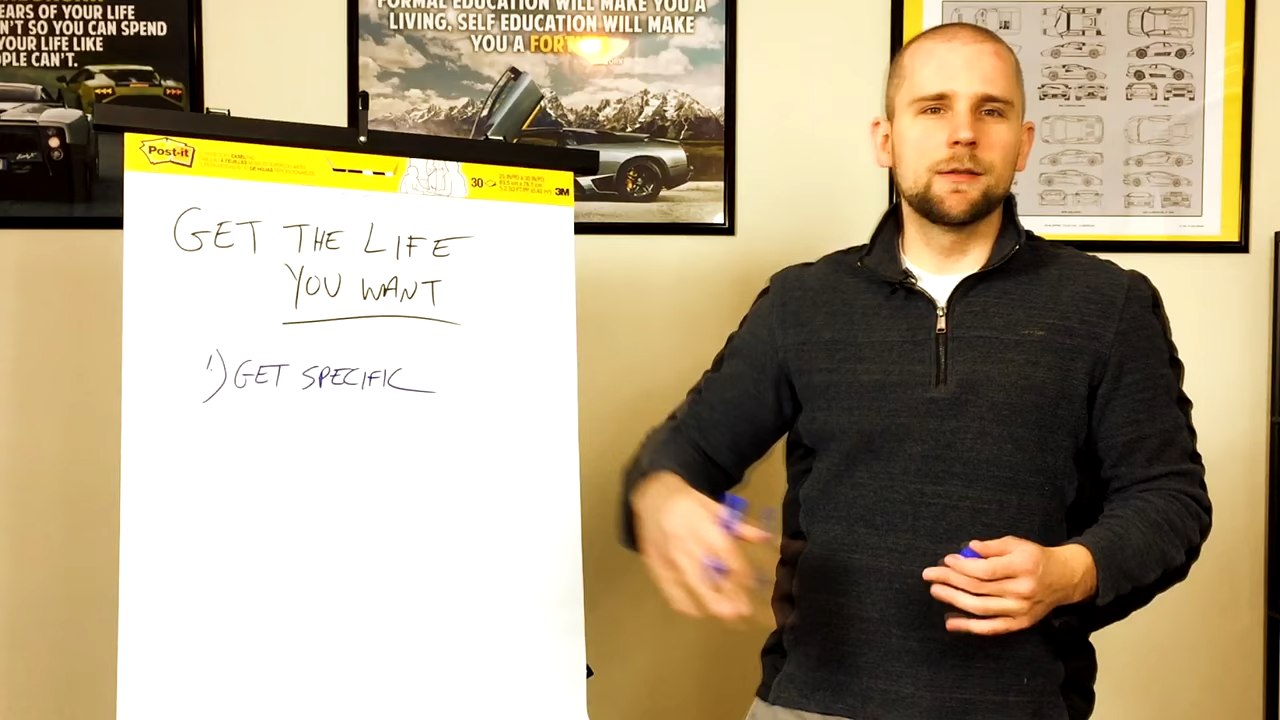 EARS OF YOUR LIFE
N'T SO YOU CAN SPEND
YOUR LIFE LIKE
OPLE CAN'T.
FORMAL EDUCATION WILL MAKE YOU A
LIVING, SELF EDUCATION WILL MAKE
YOU A FORT
Post-it
30
3M
GET THE LIFE
YOU WANT
1.) GET SPECIFIC